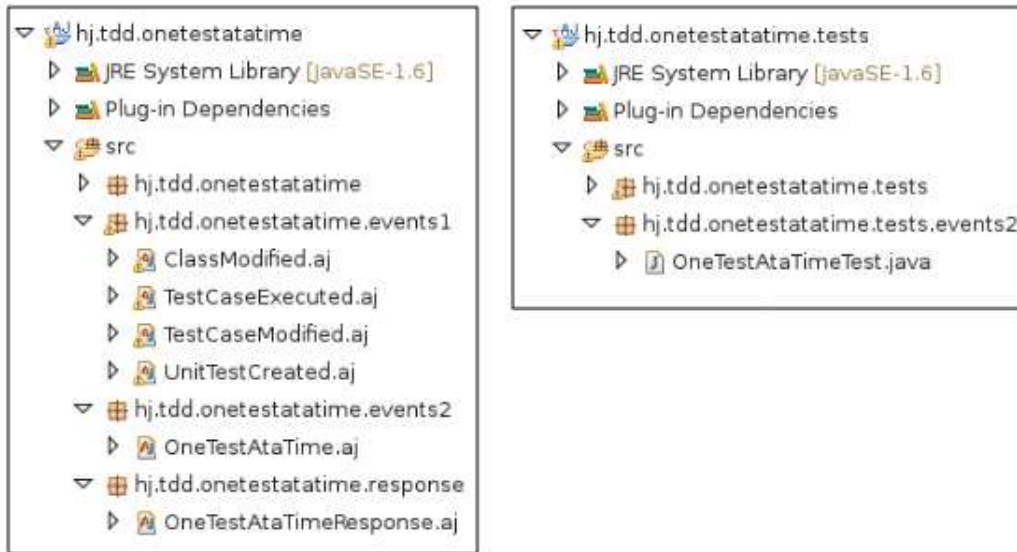 hj.tdd.onetestatatime
JRE System Library [JavaSE-1.6]
Plug-in Dependencies
src
hj.tdd.onetestatatime
hj.tdd.onetestatatime.events1
ClassModified.aj
TestCaseExecuted.aj
TestCaseModified.aj
UnitTestCreated.aj
hj.tdd.onetestatatime.events2
OneTestAtaTime.aj
hj.tdd.onetestatatime.response
OneTestAtaTimeResponse.aj
hj.tdd.onetestatatime.tests
JRE System Library [JavaSE-1.6]
Plug-in Dependencies
src
hj.tdd.onetestatatime.tests
hj.tdd.onetestatatime.tests.events2
OneTestAtaTimeTest.java